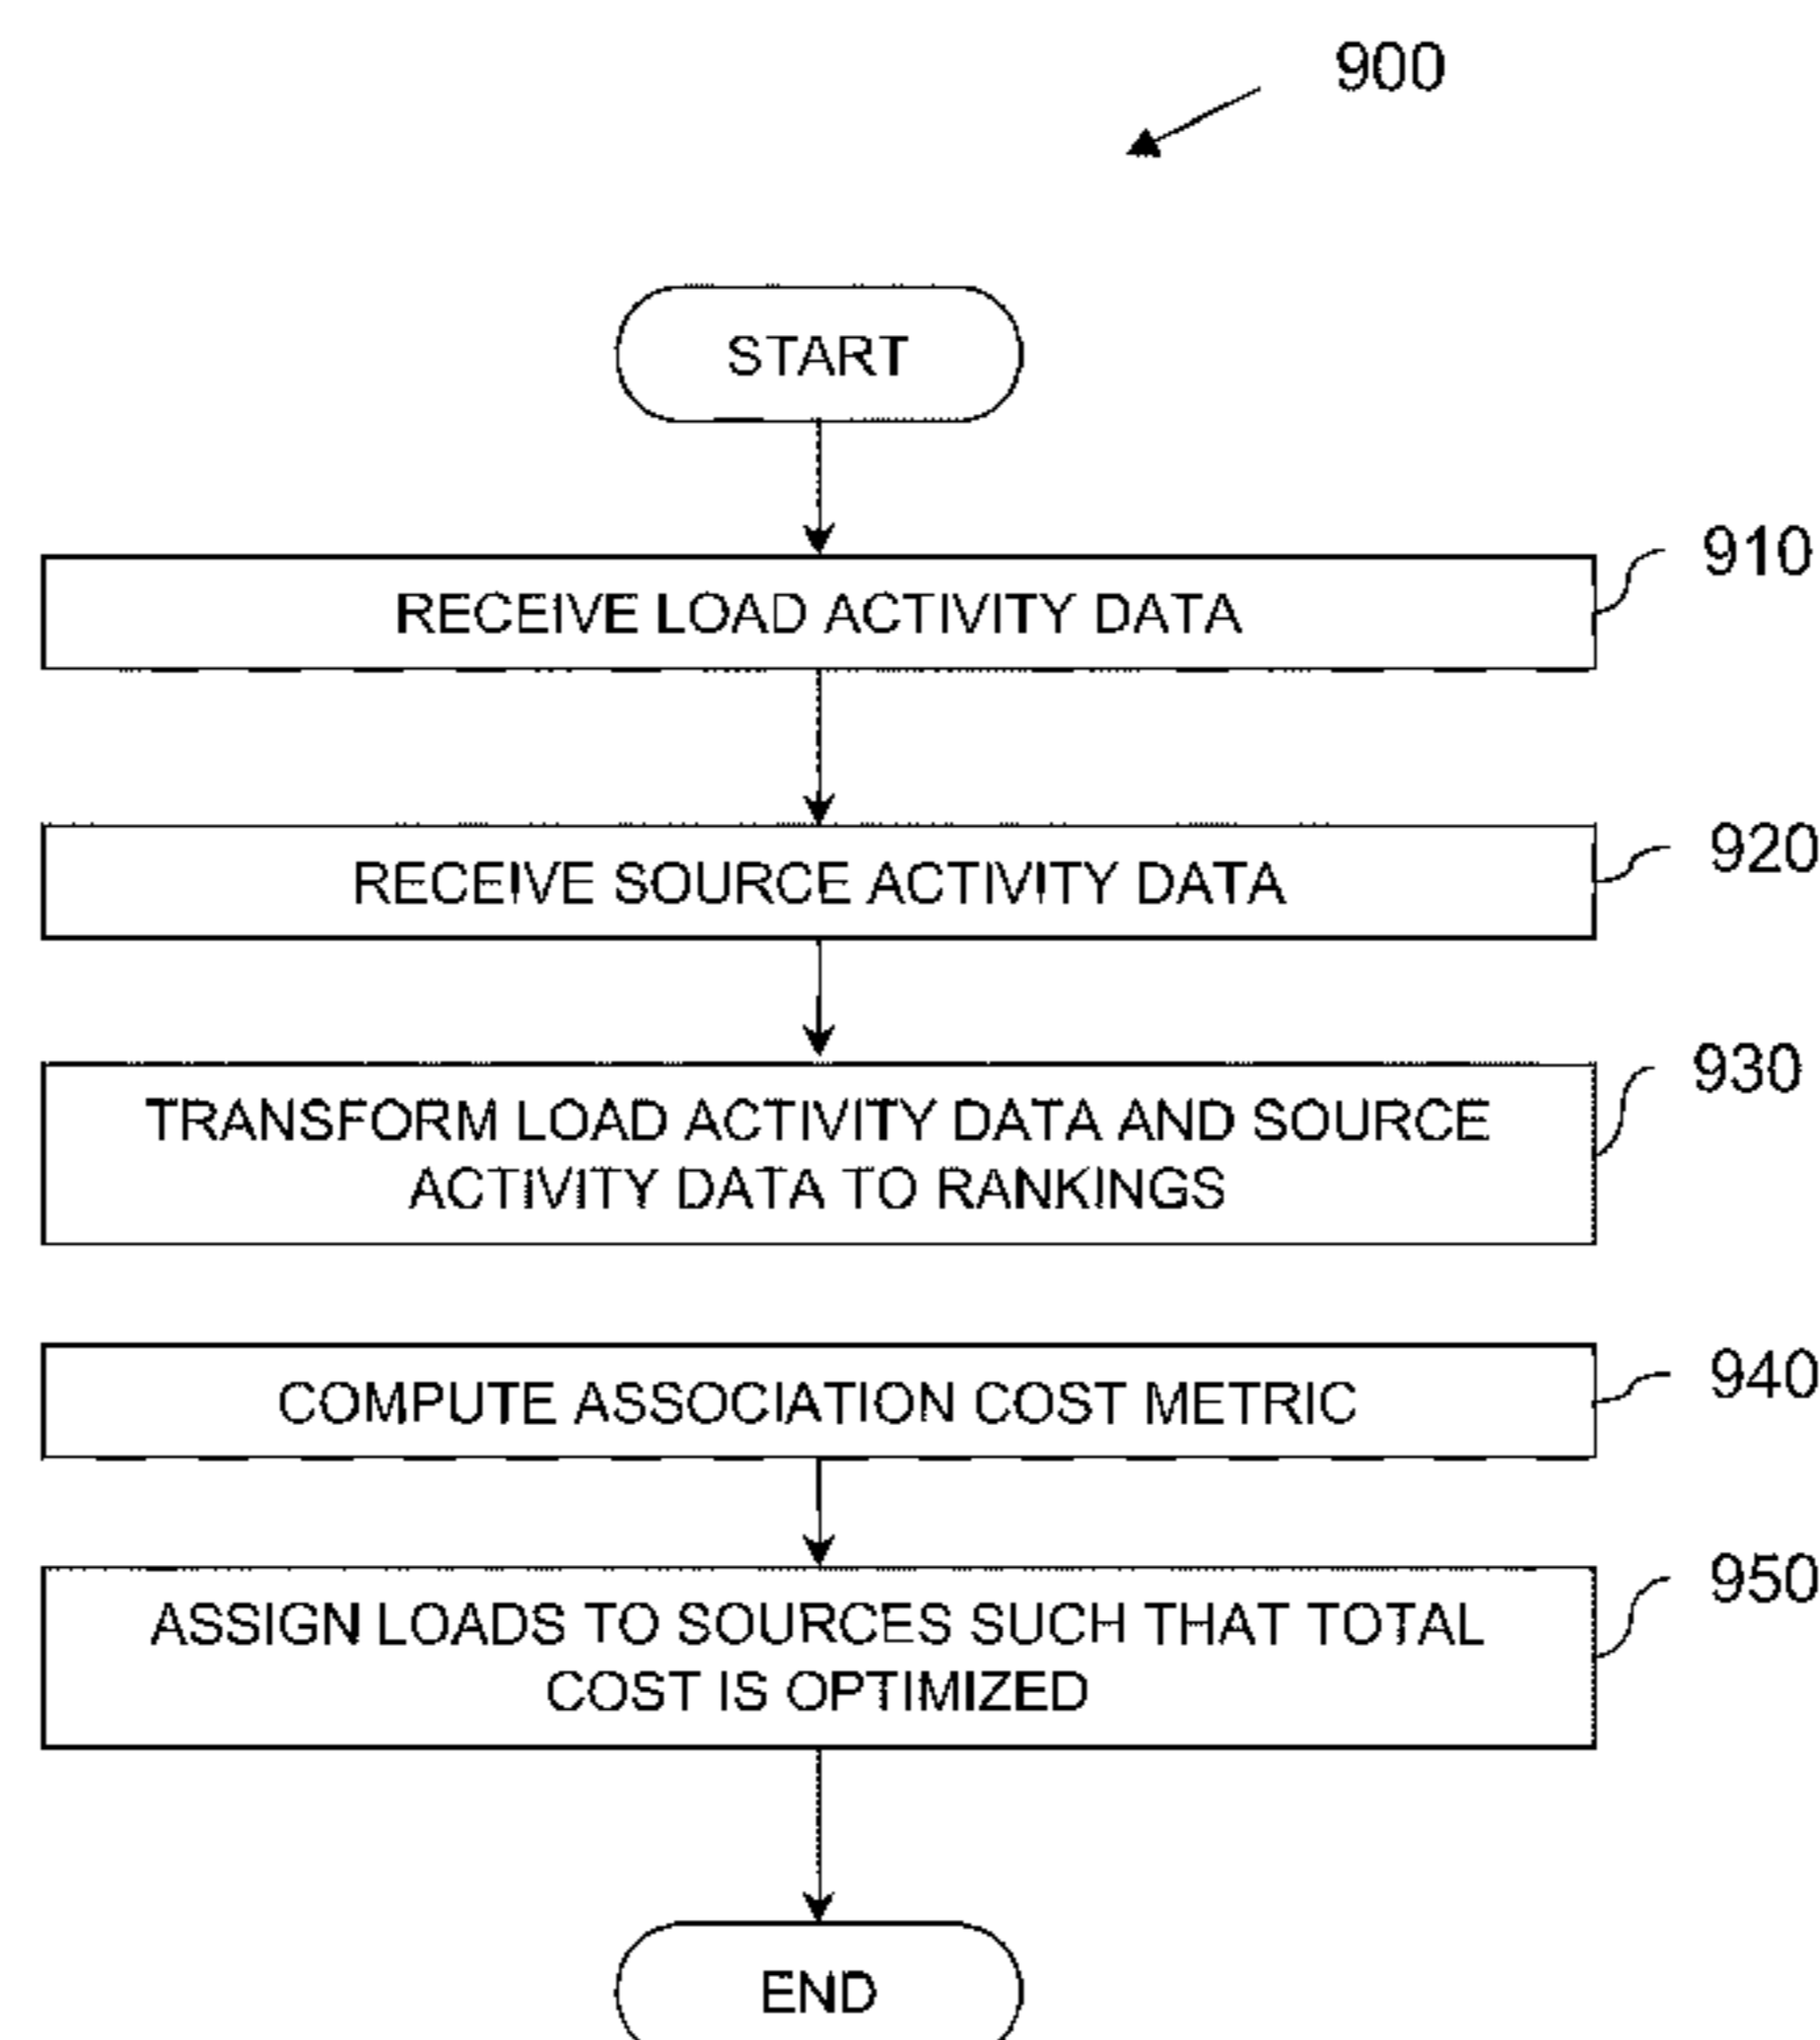 900
START
RECEIVE LOAD ACTIVITY DATA
910
RECEIVE SOURCE ACTIVITY DATA
920
TRANSFORM LOAD ACTIVITY DATA AND SOURCE
ACTIVITY DATA TO RANKINGS
930
COMPUTE ASSOCIATION COST METRIC
940
ASSIGN LOADS TO SOURCES SUCH THAT TOTAL
COST IS OPTIMIZED
950
END